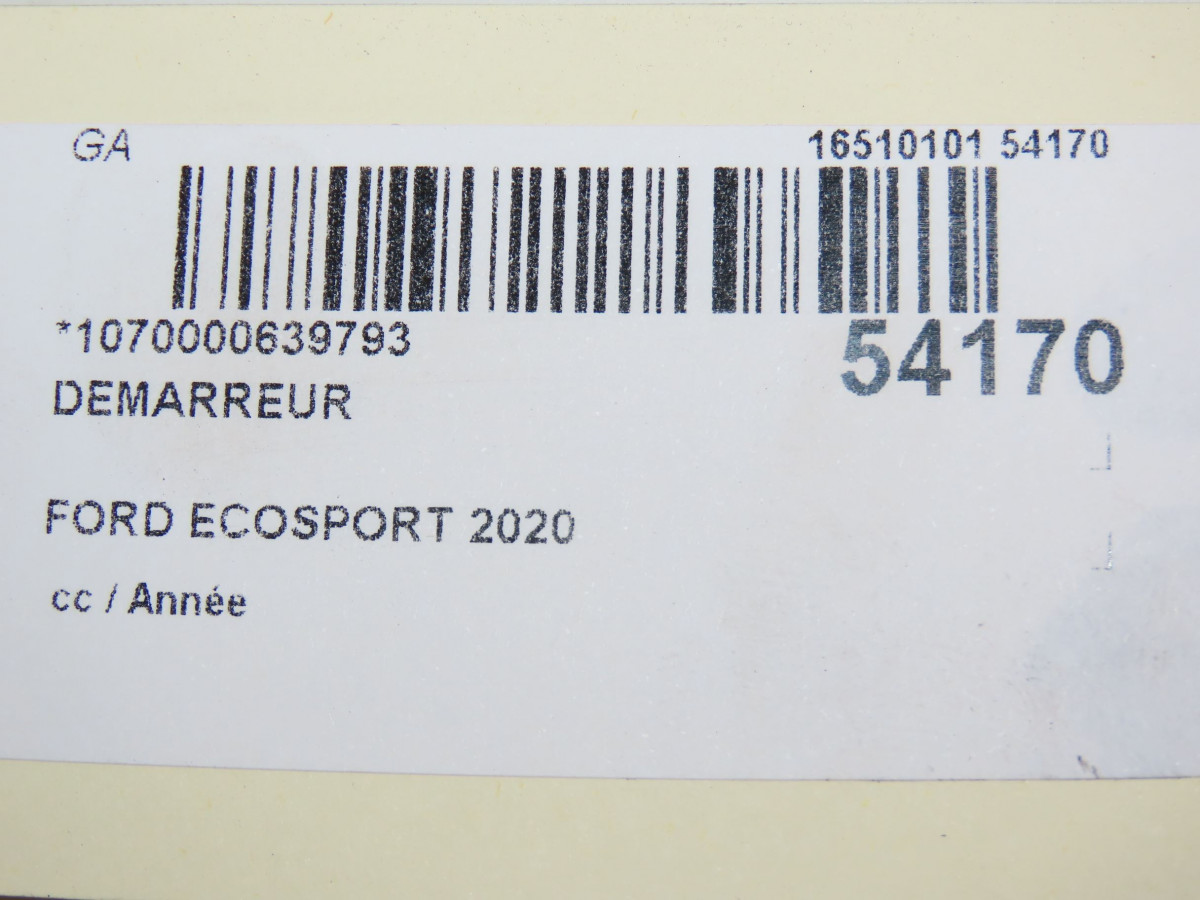 GA 16510101 54170
*1070000639793 54170
DEMARREUR
FORD ECOSPORT 2020
cc / Année